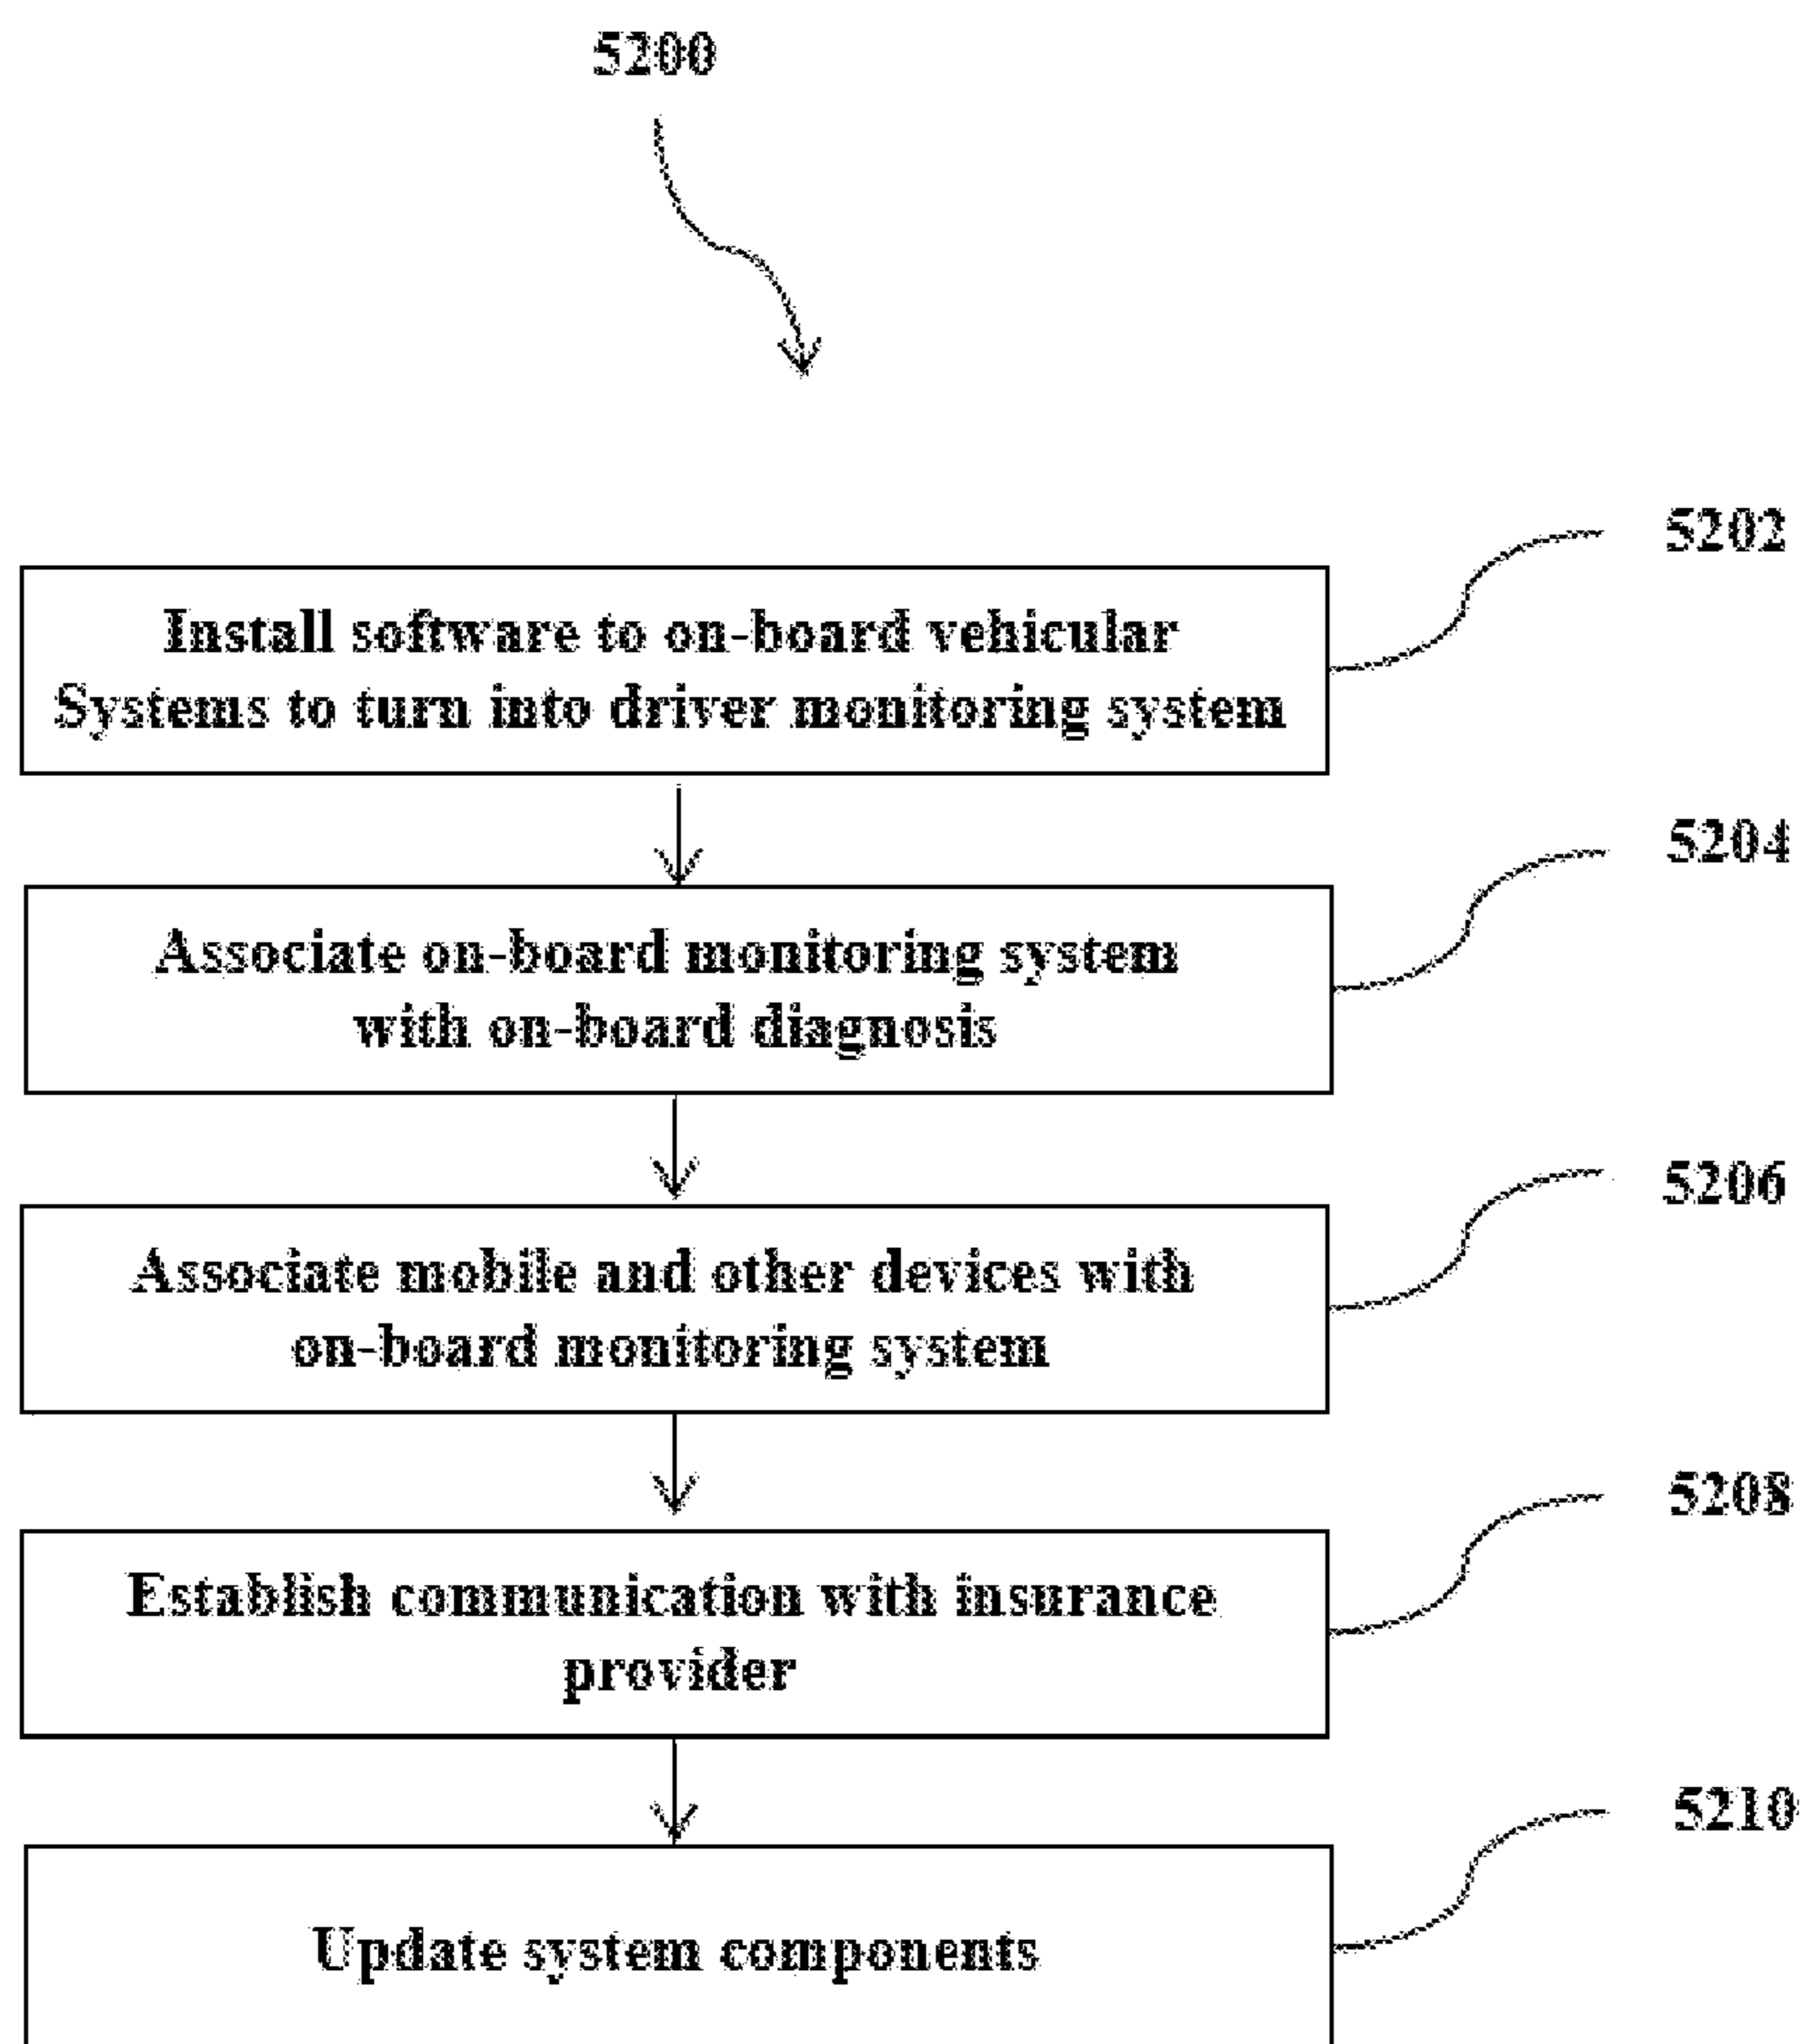 5200
5202
Install software to on-board vehicular
Systems to turn into driver monitoring system
5204
Associate on-board monitoring system
with on-board diagnosis
5206
Associate mobile and other devices with
on-board monitoring system
5208
Establish communication with insurance
provider
5210
Update system components